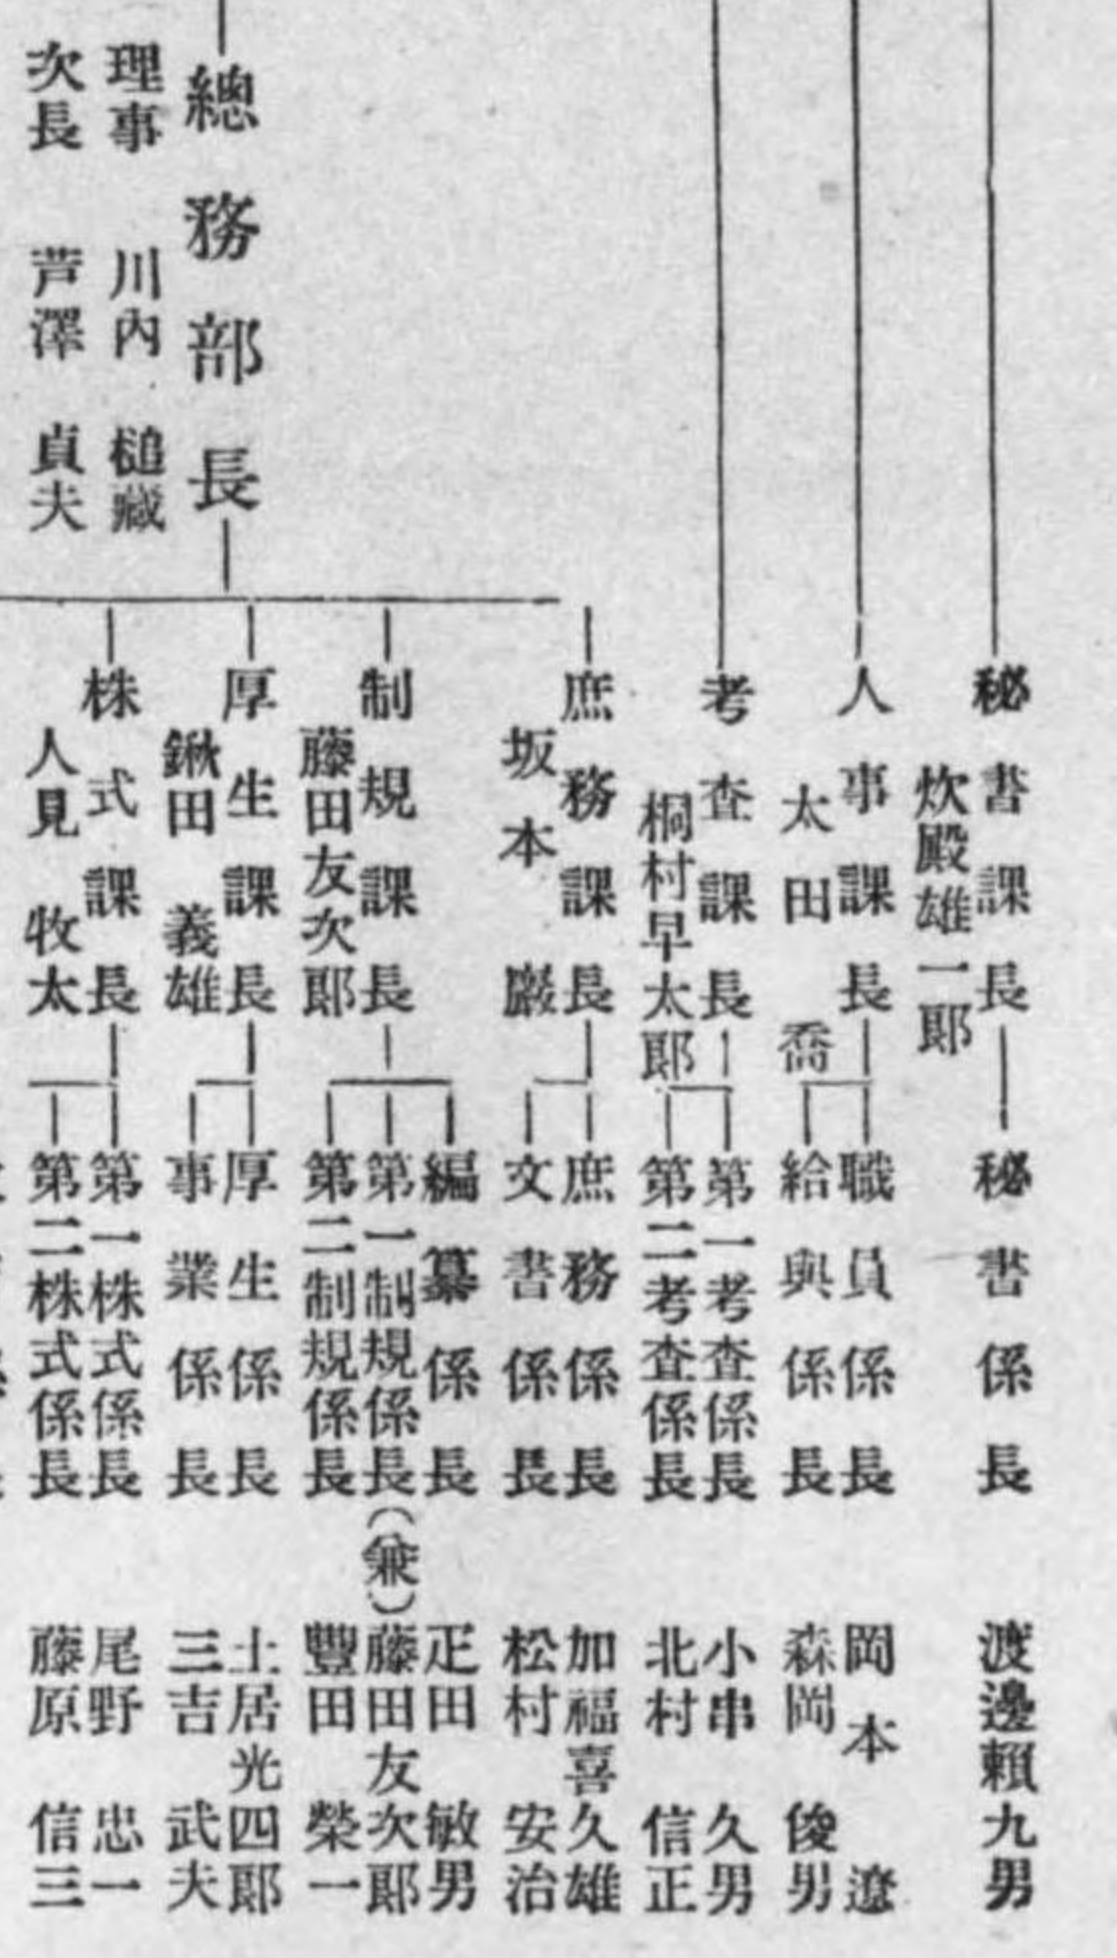 秘書課長
炊殿雄一郎
秘書係長 渡邊賴九男
人事課長
太田 喬
職員係長 岡本 遼
給與係長 森岡 俊男
考査課長
桐村早太郎
第一考査係長 小串 久男
第二考査係長 北村 信正
總務部長
理事 川內 槌藏
次長 芦澤 貞夫
庶務課長
坂本 巖
庶務係長 加福喜久雄
文書係長 松村 安治
制規課長
藤田友次郎
編纂係長 疋田 敏男
第一制規係長(兼) 藤田友次郎
第二制規係長 豐田 榮一
厚生課長
鍬田 義雄
厚生係長 土居光四郎
事業係長 三吉 武夫
株式課長
人見 牧太
第一株式係長 尾野 忠一
第二株式係長 藤原 信三